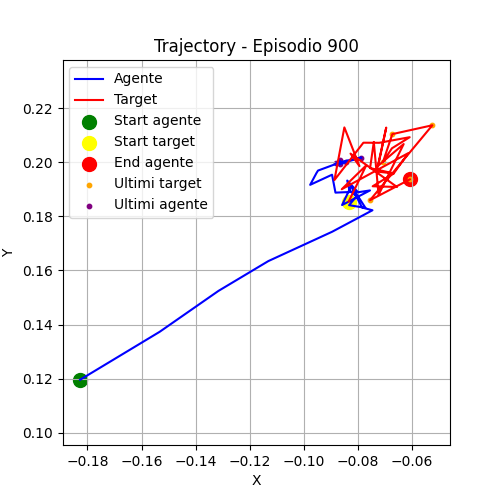 Trajectory - Episodio 900
Agente
Target
Start agente
Start target
End agente
Ultimi target
Ultimi agente
0.22
0.20
0.18
0.16
0.14
0.12
0.10
Y
−0.18
−0.16
−0.14
−0.12
−0.10
−0.08
−0.06
X